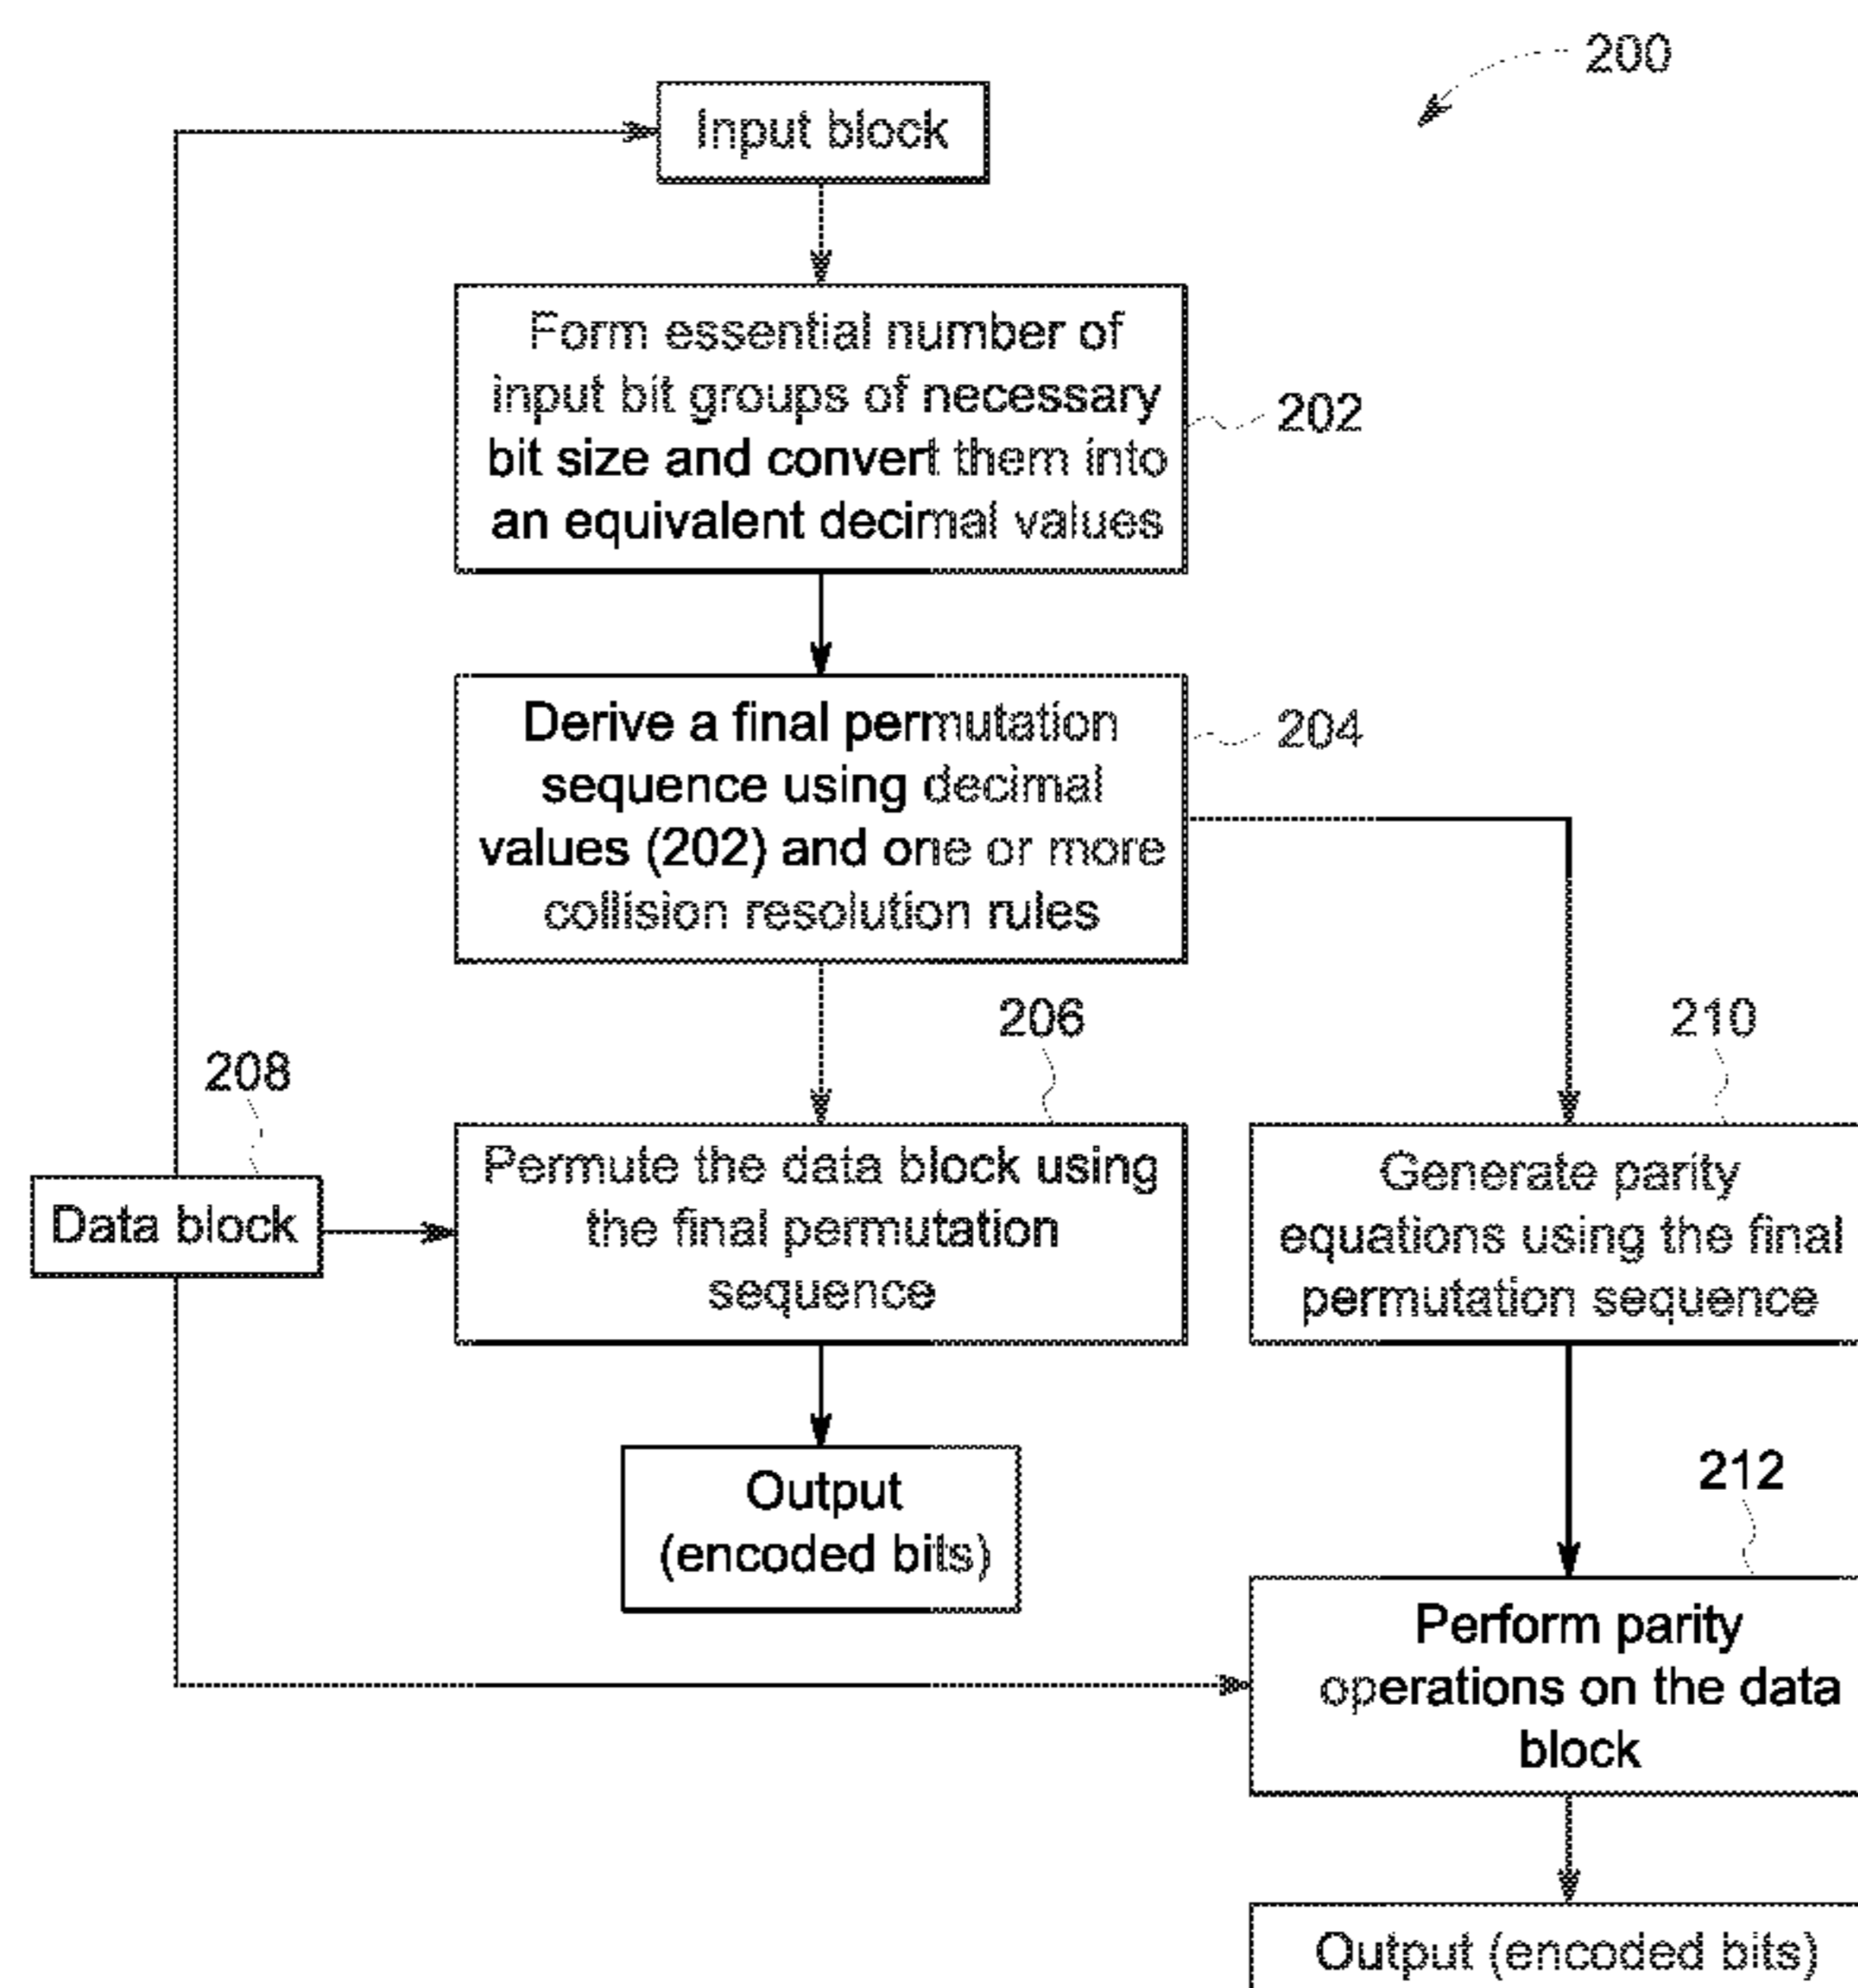 200
Input block
Form essential number of
input bit groups of necessary
bit size and convert them into
an equivalent decimal values
202
Derive a final permutation
sequence using decimal
values (202) and one or more
collision resolution rules
204
206
210
208
Data block
Permute the data block using
the final permutation
sequence
Generate parity
equations using the final
permutation sequence
Output
(encoded bits)
212
Perform parity
operations on the data
block
Output (encoded bits)